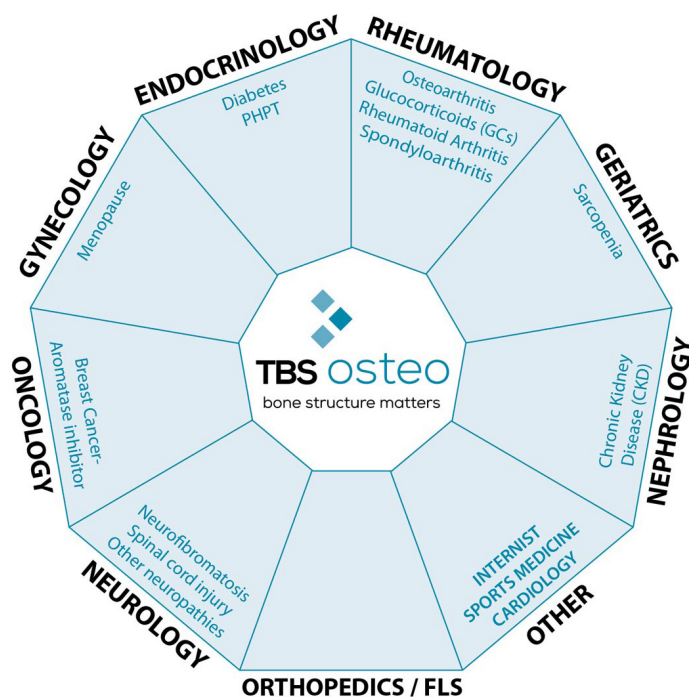 ENDOCRINOLOGY
Diabetes
PHPT
RHEUMATOLOGY
Osteoarthritis
Glucocorticoids (GCs)
Rheumatoid Arthritis
Spondyloarthritis
GERIATRICS
Sarcopenia
NEPHROLOGY
Chronic Kidney
Disease (CKD)
OTHER
INTERNIST
SPORTS MEDICINE
CARDIOLOGY
ORTHOPEDICS / FLS
NEUROLOGY
Neurofibromatosis
Spinal cord injury
Other neuropathies
ONCOLOGY
Breast Cancer-
Aromatase inhibitor
GYNECOLOGY
Menopause
TBS osteo
bone structure matters